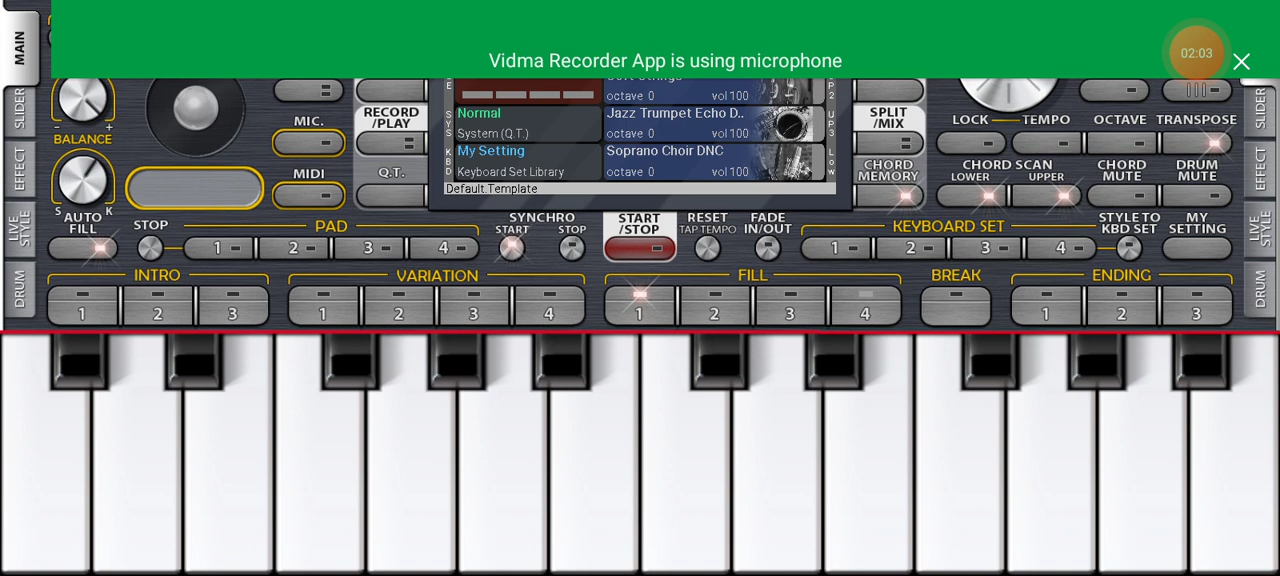 Vidma Recorder App is using microphone
02:03
MAIN
SLIDER
EFFECT
LIVE STYLE
DRUM
BALANCE
- +
S K
MIC.
MIDI
RECORD
/PLAY
Q.T.
octave 0 vol 100
UP2
Normal
System (Q.T.)
SYS
Jazz Trumpet Echo D..
octave 0 vol 100
UP3
My Setting
Keyboard Set Library
KBD
Soprano Choir DNC
octave 0 vol 100
Low
Default.Template
SPLIT
/MIX
CHORD
MEMORY
LOCK TEMPO
OCTAVE
TRANSPOSE
CHORD SCAN
LOWER UPPER
CHORD
MUTE
DRUM
MUTE
SLIDER
EFFECT
LIVE STYLE
DRUM
AUTO
FILL
STOP
PAD
1 2 3 4
SYNCHRO
START STOP
START
/STOP
RESET
TAP TEMPO
FADE
IN/OUT
KEYBOARD SET
1 2 3 4
STYLE TO
KBD SET
MY
SETTING
INTRO
1 2 3
VARIATION
1 2 3 4
FILL
1 2 3 4
BREAK
ENDING
1 2 3